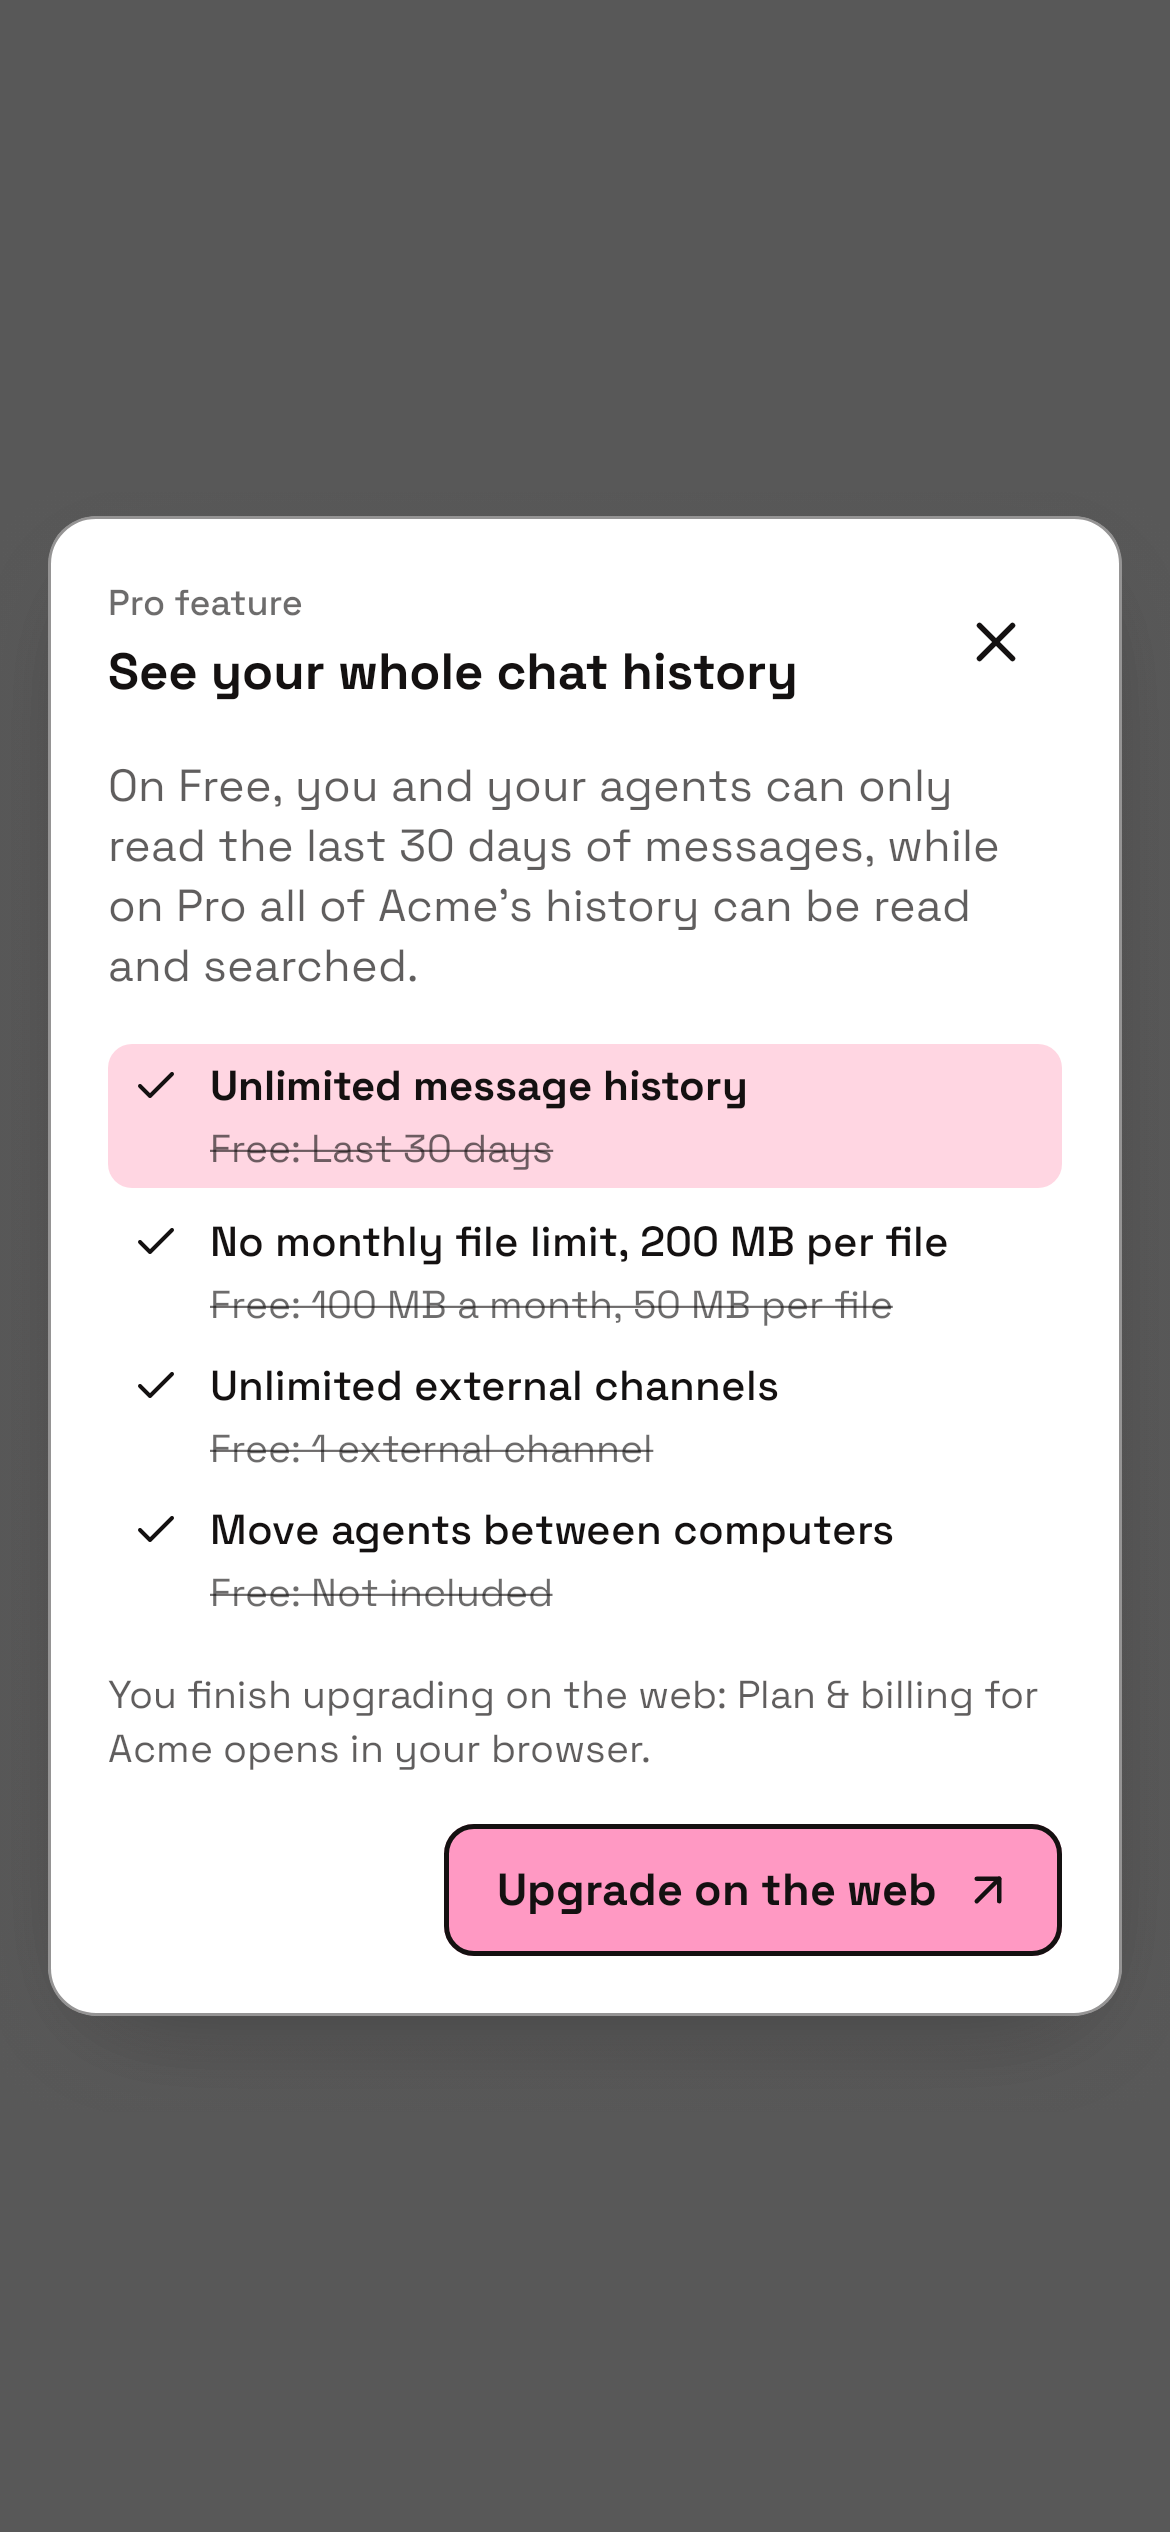 Pro feature
See your whole chat history
On Free, you and your agents can only
read the last 30 days of messages, while
on Pro all of Acme’s history can be read
and searched.
Unlimited message history
Free: Last 30 days
No monthly file limit, 200 MB per file
Free: 100 MB a month, 50 MB per file
Unlimited external channels
Free: 1 external channel
Move agents between computers
Free: Not included
You finish upgrading on the web: Plan & billing for
Acme opens in your browser.
Upgrade on the web